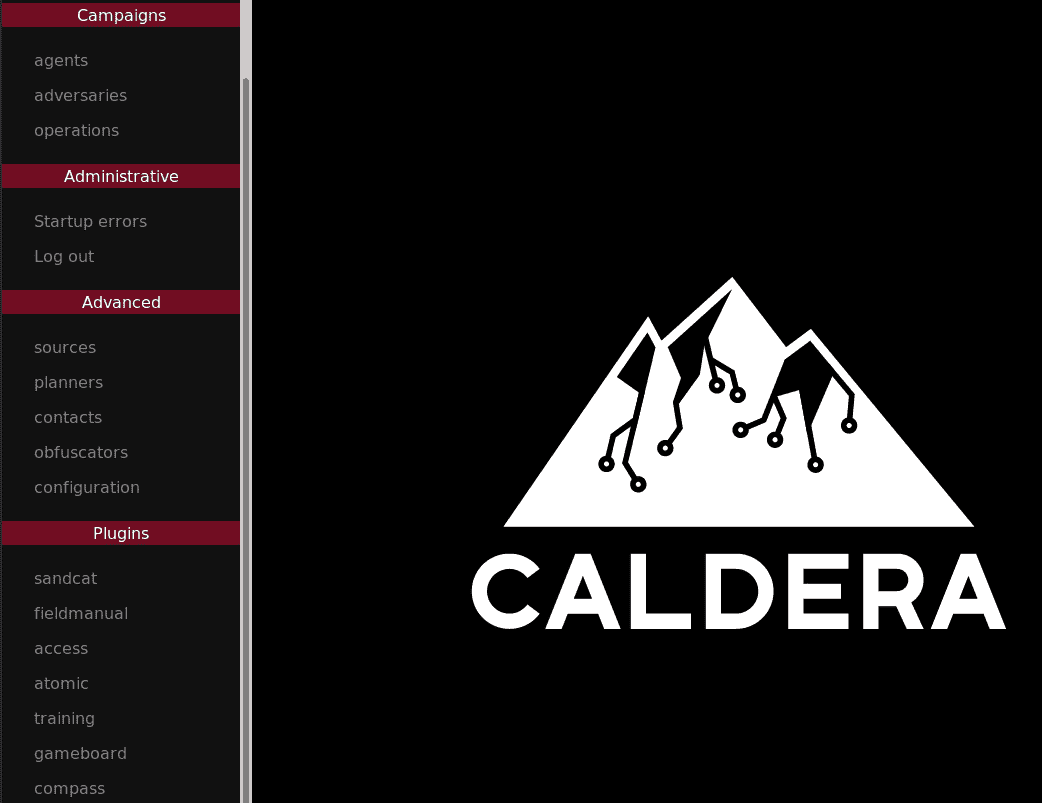 Campaigns
agents
adversaries
operations
Administrative
Startup errors
Log out
Advanced
sources
planners
contacts
obfuscators
configuration
Plugins
sandcat
fieldmanual
access
atomic
training
gameboard
compass
CALDERA